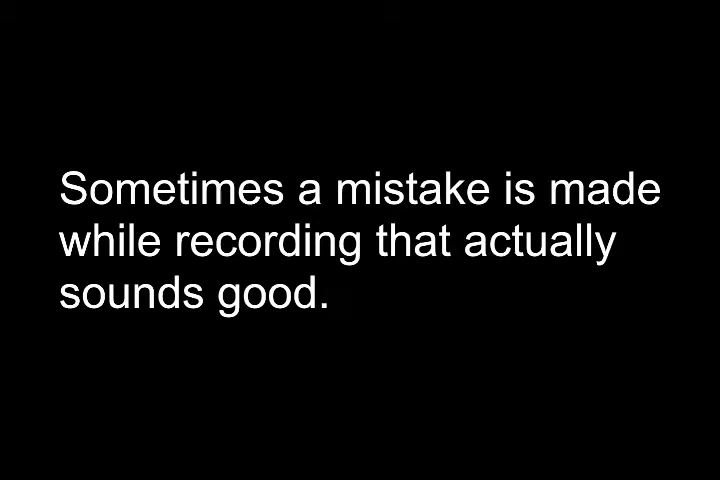 Sometimes a mistake is made
while recording that actually
sounds good.